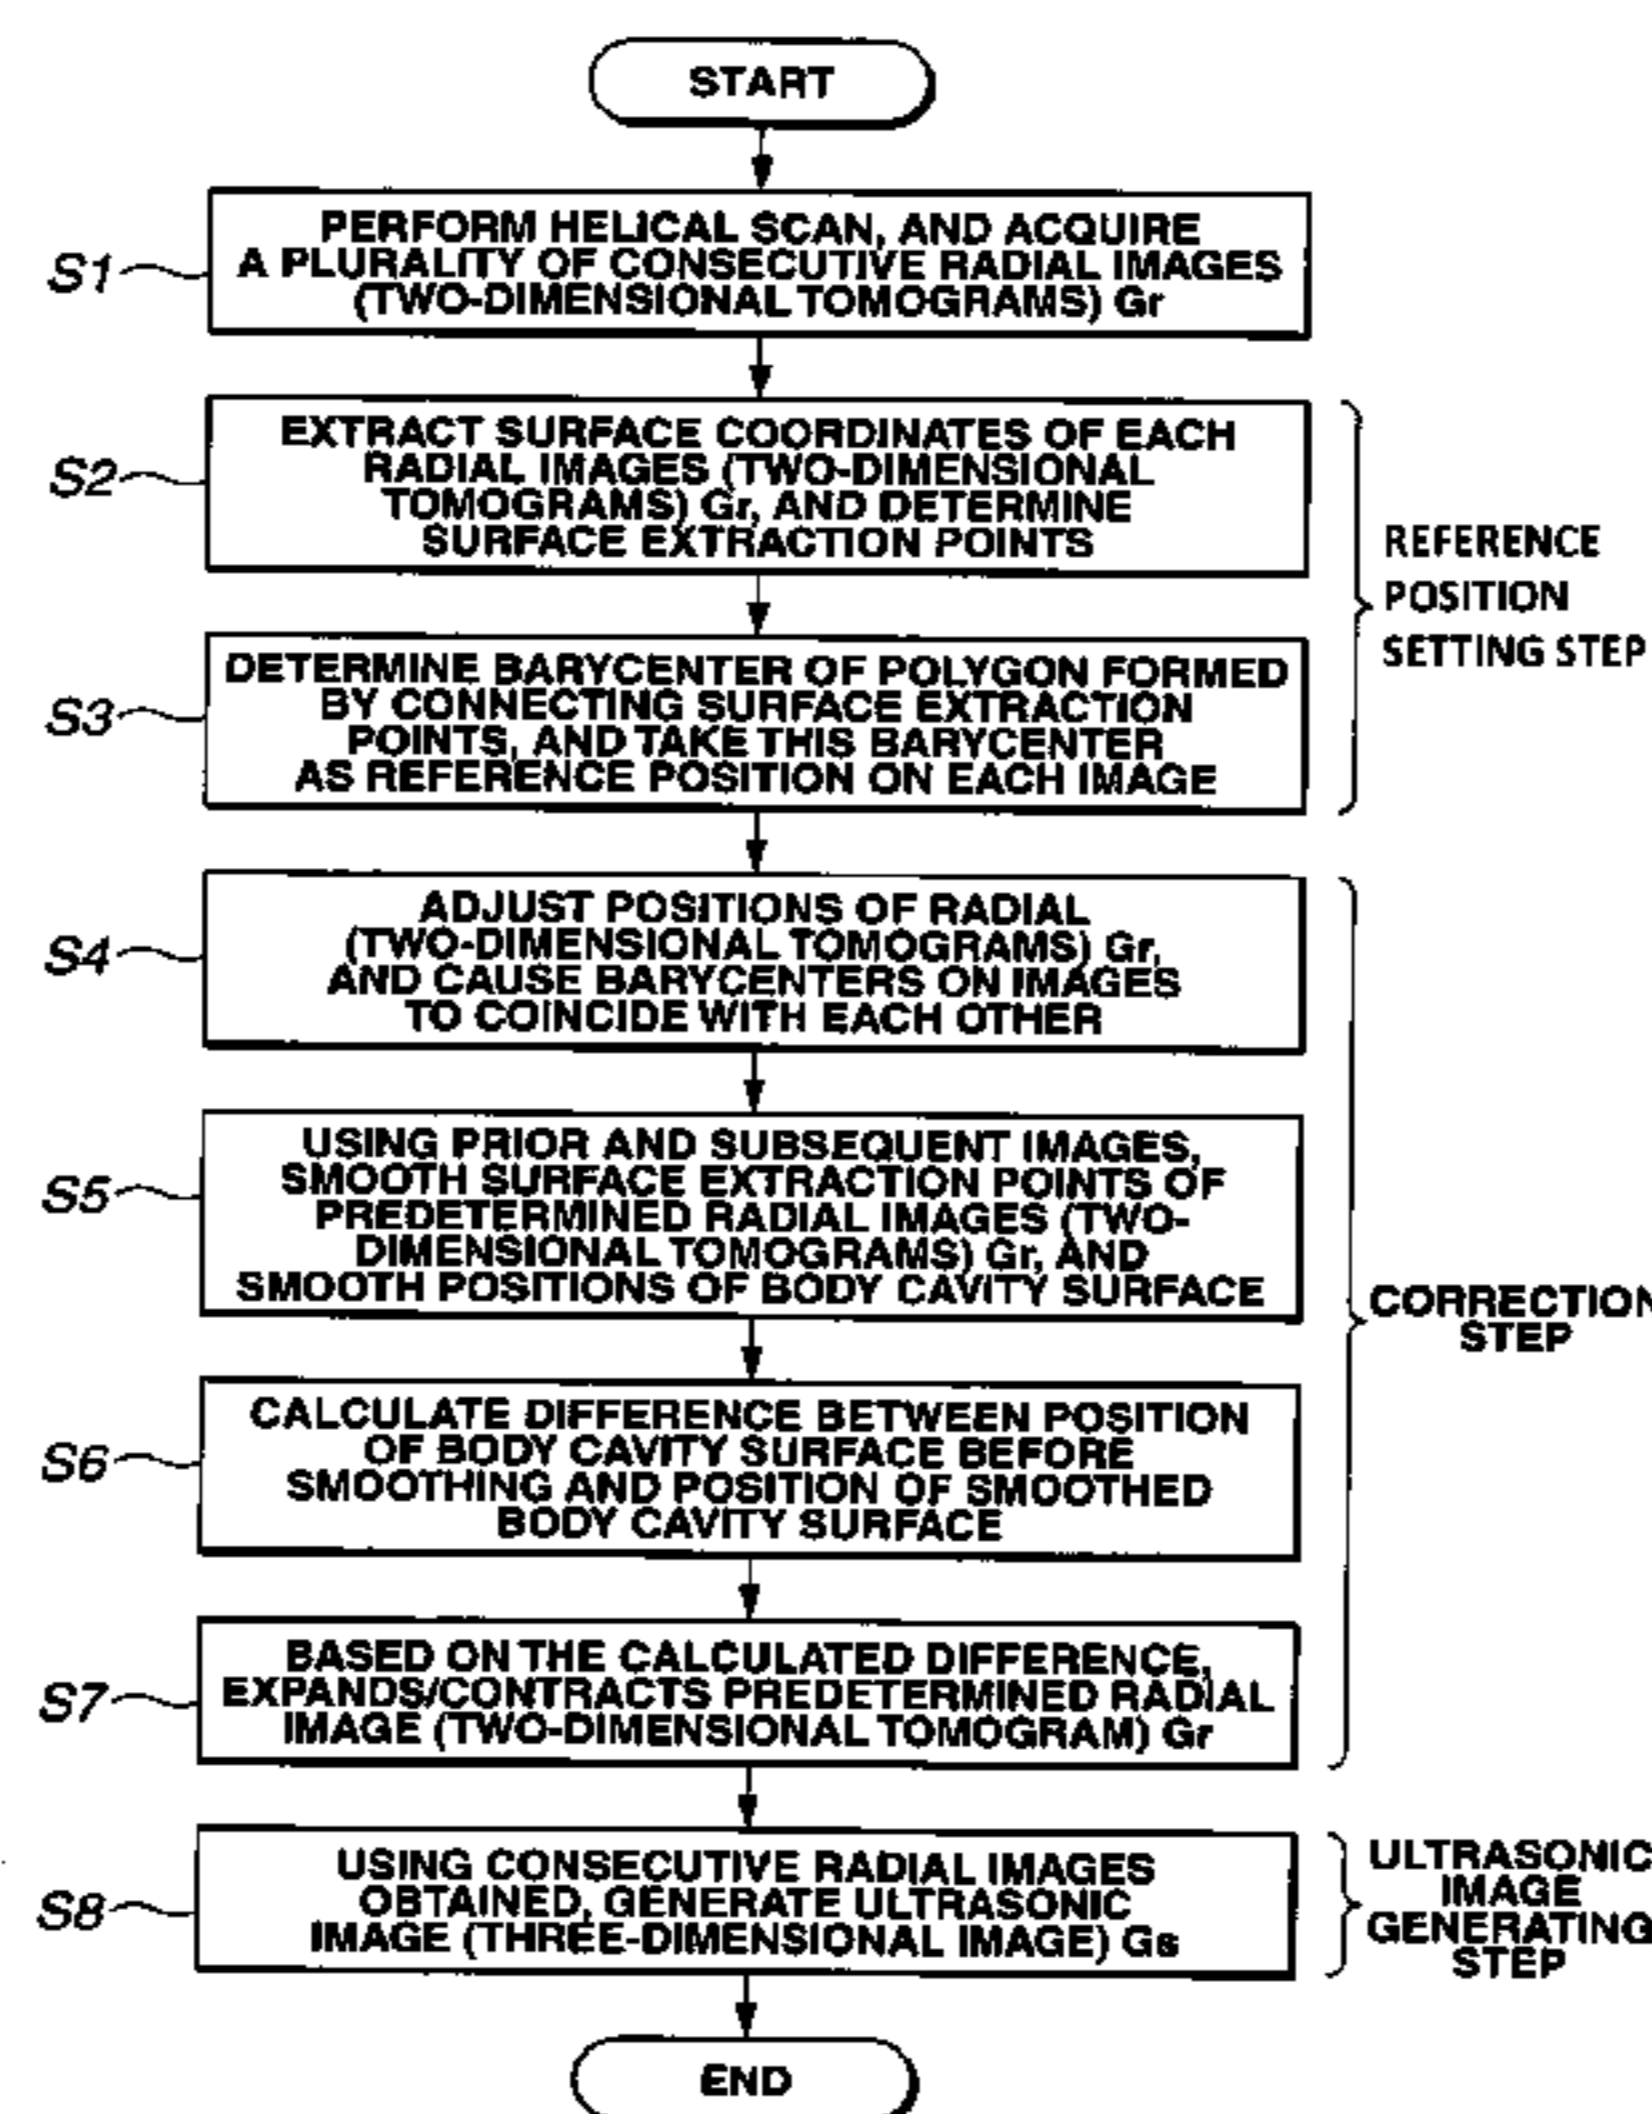 START
S1
PERFORM HELICAL SCAN, AND ACQUIRE
A PLURALITY OF CONSECUTIVE RADIAL IMAGES
(TWO-DIMENSIONAL TOMOGRAMS) Gr
S2
EXTRACT SURFACE COORDINATES OF EACH
RADIAL IMAGES (TWO-DIMENSIONAL
TOMOGRAMS) Gr, AND DETERMINE
SURFACE EXTRACTION POINTS
REFERENCE
POSITION
SETTING STEP
S3
DETERMINE BARYCENTER OF POLYGON FORMED
BY CONNECTING SURFACE EXTRACTION
POINTS, AND TAKE THIS BARYCENTER
AS REFERENCE POSITION ON EACH IMAGE
S4
ADJUST POSITIONS OF RADIAL
(TWO-DIMENSIONAL TOMOGRAMS) Gr,
AND CAUSE BARYCENTERS ON IMAGES
TO COINCIDE WITH EACH OTHER
S5
USING PRIOR AND SUBSEQUENT IMAGES,
SMOOTH SURFACE EXTRACTION POINTS OF
PREDETERMINED RADIAL IMAGES (TWO-
DIMENSIONAL TOMOGRAMS) Gr, AND
SMOOTH POSITIONS OF BODY CAVITY SURFACE
CORRECTION
STEP
S6
CALCULATE DIFFERENCE BETWEEN POSITION
OF BODY CAVITY SURFACE BEFORE
SMOOTHING AND POSITION OF SMOOTHED
BODY CAVITY SURFACE
S7
BASED ON THE CALCULATED DIFFERENCE,
EXPANDS/CONTRACTS PREDETERMINED RADIAL
IMAGE (TWO-DIMENSIONAL TOMOGRAM) Gr
S8
USING CONSECUTIVE RADIAL IMAGES
OBTAINED, GENERATE ULTRASONIC
IMAGE (THREE-DIMENSIONAL IMAGE) Gs
ULTRASONIC
IMAGE
GENERATING
STEP
END